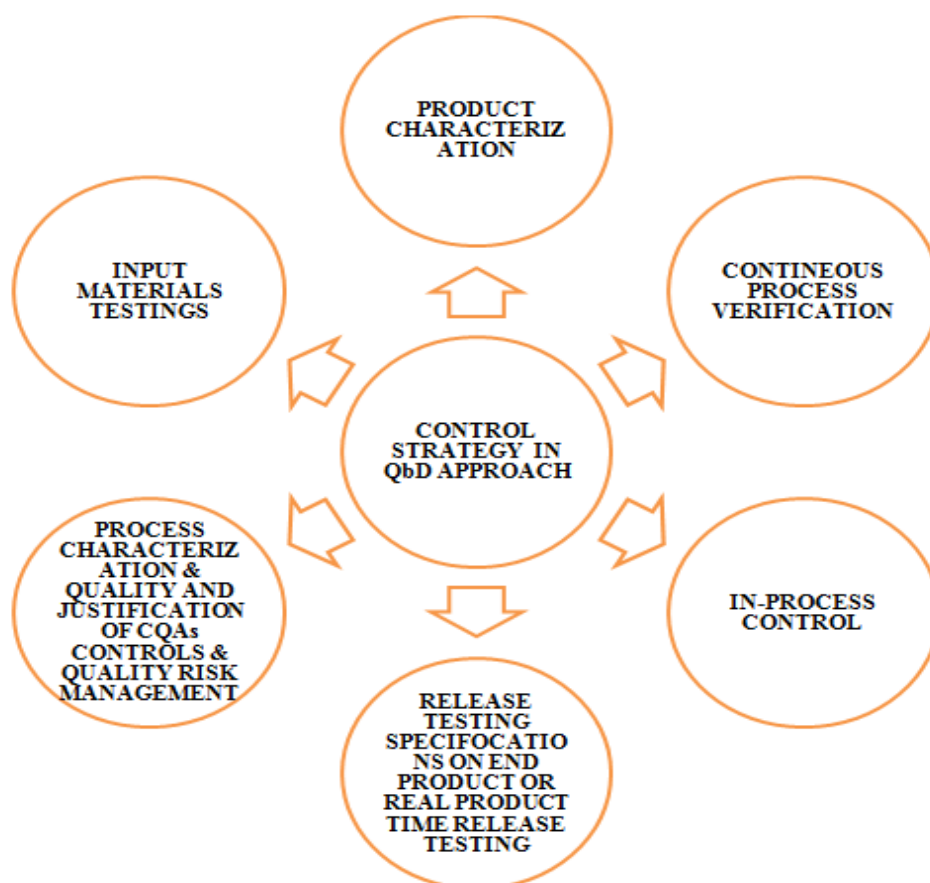 PRODUCT
CHARACTERIZ
ATION
INPUT
MATERIALS
TESTINGS
CONTINEOUS
PROCESS
VERIFICATION
CONTROL
STRATEGY IN
QbD APPROACH
PROCESS
CHARACTERIZ
ATION &
QUALITY AND
JUSTIFICATION
OF CQAs
CONTROLS &
QUALITY RISK
MANAGEMENT
IN-PROCESS
CONTROL
RELEASE
TESTING
SPECIFOCATIO
NS ON END
PRODUCT OR
REAL PRODUCT
TIME RELEASE
TESTING